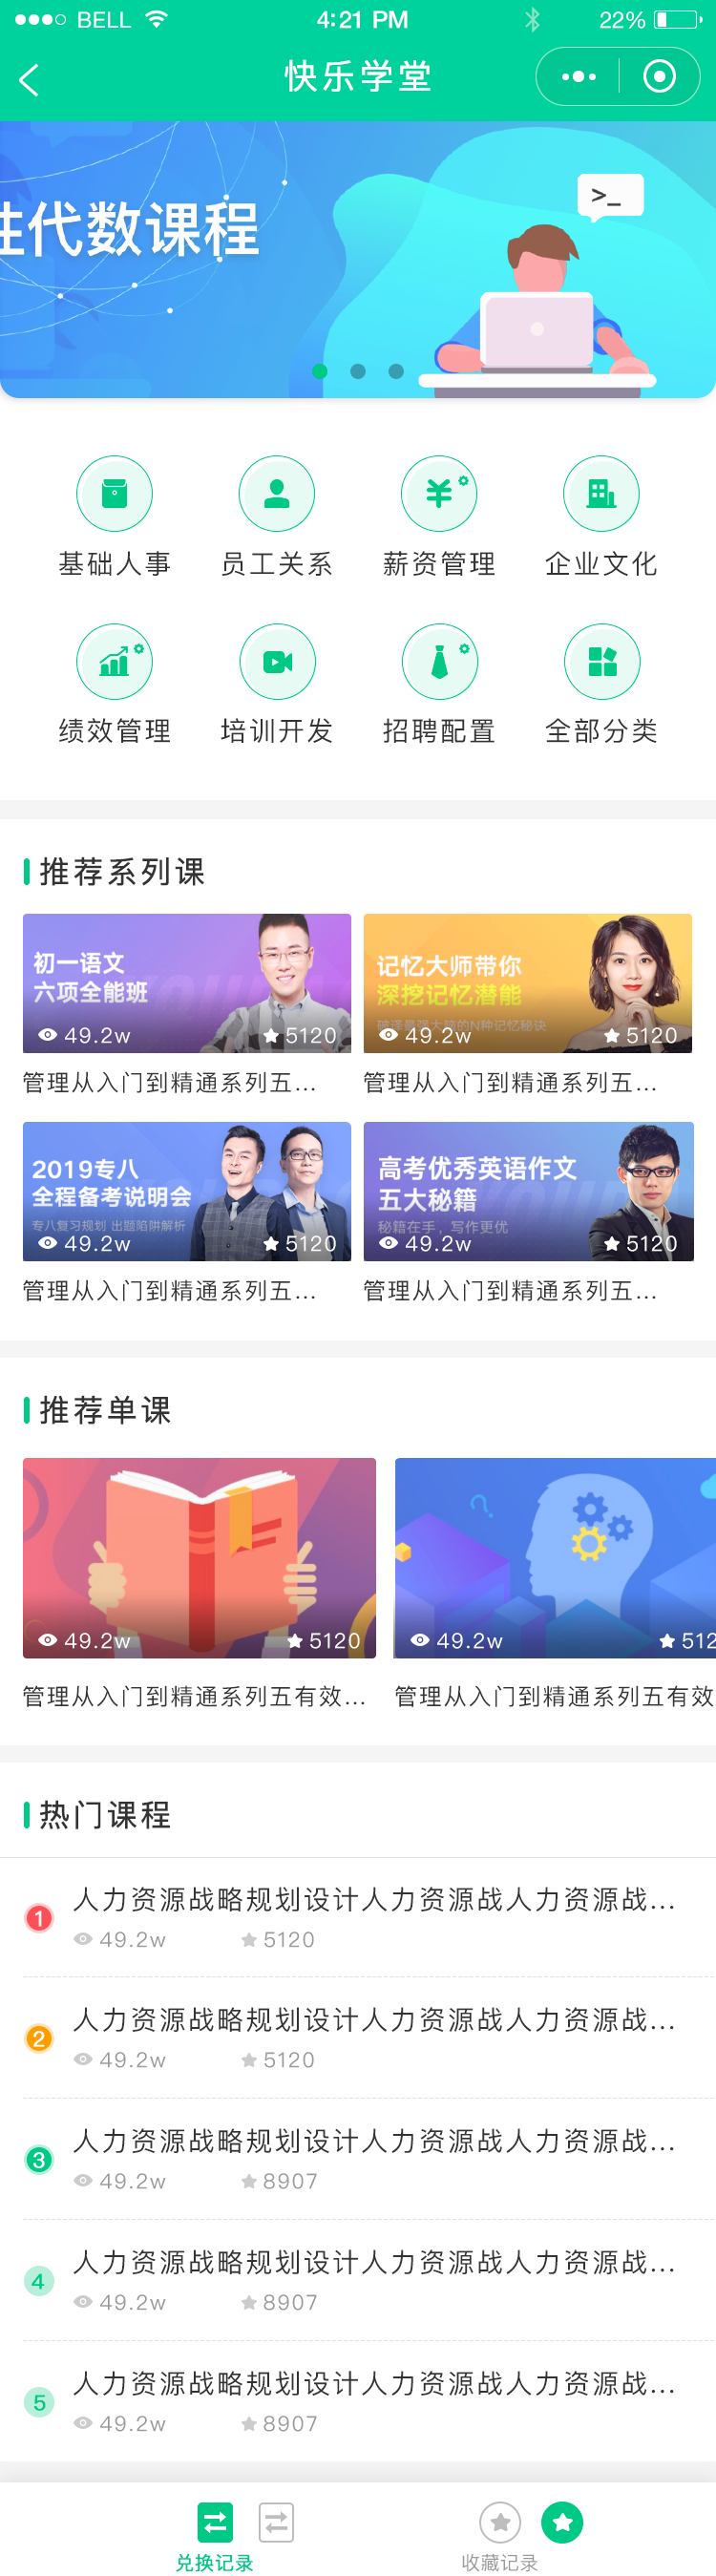 BELL 4:21 PM 22%
快乐学堂
代数课程
>_
基础人事 员工关系 薪资管理 企业文化
绩效管理 培训开发 招聘配置 全部分类
推荐系列课
初一语文
六项全能班
49.2w 5120
记忆大师带你
深挖记忆潜能
破译最强大脑的N种记忆秘诀
49.2w 5120
管理从入门到精通系列五...
管理从入门到精通系列五...
2019专八
全程备考说明会
专八复习规划 出题陷阱解析
49.2w 5120
高考优秀英语作文
五大秘籍
秘籍在手，写作更优
49.2w 5120
管理从入门到精通系列五...
管理从入门到精通系列五...
推荐单课
49.2w 5120
49.2w 512
管理从入门到精通系列五有效...
管理从入门到精通系列五有效
热门课程
1 人力资源战略规划设计人力资源战人力资源战...
49.2w 5120
2 人力资源战略规划设计人力资源战人力资源战...
49.2w 5120
3 人力资源战略规划设计人力资源战人力资源战...
49.2w 8907
4 人力资源战略规划设计人力资源战人力资源战...
49.2w 8907
5 人力资源战略规划设计人力资源战人力资源战...
49.2w 8907
兑换记录 收藏记录